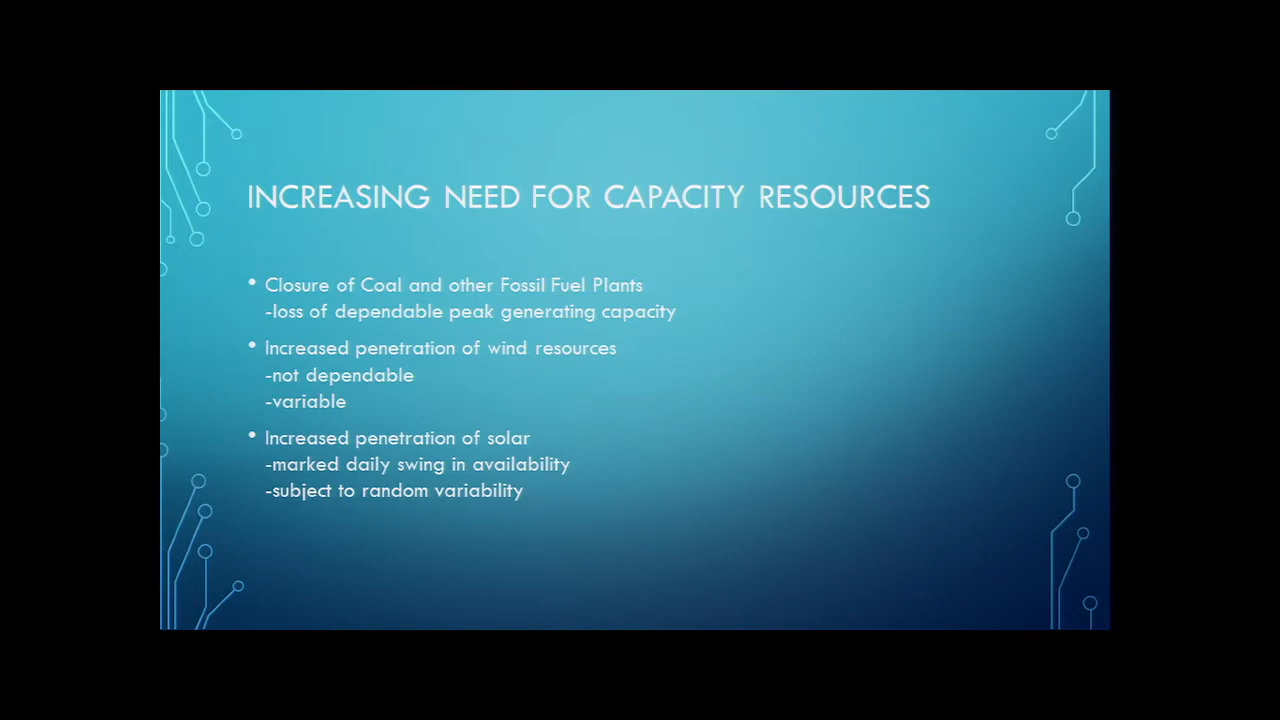 INCREASING NEED FOR CAPACITY RESOURCES
• Closure of Coal and other Fossil Fuel Plants
-loss of dependable peak generating capacity
• Increased penetration of wind resources
-not dependable
-variable
• Increased penetration of solar
-marked daily swing in availability
-subject to random variability